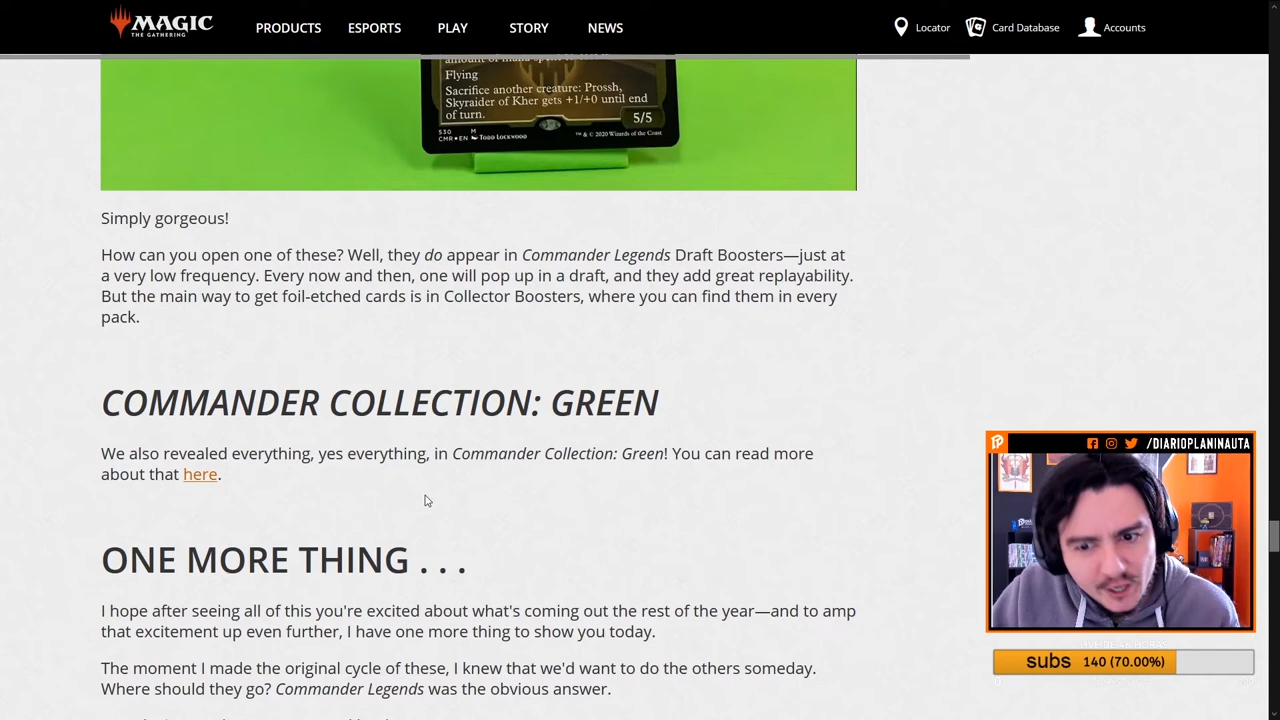 MAGIC
THE GATHERING
PRODUCTS
ESPORTS
PLAY
STORY
NEWS
Locator
Card Database
Accounts
Flying
Sacrifice another creature: Prossh,
Skyraider of Kher gets +1/+0 until end
of turn.
5/5
530 M
CMR • EN TODD LOCKWOOD
™ & © 2020 Wizards of the Coast
Simply gorgeous!
How can you open one of these? Well, they do appear in Commander Legends Draft Boosters—just at
a very low frequency. Every now and then, one will pop up in a draft, and they add great replayability.
But the main way to get foil-etched cards is in Collector Boosters, where you can find them in every
pack.
COMMANDER COLLECTION: GREEN
We also revealed everything, yes everything, in Commander Collection: Green! You can read more
about that here.
ONE MORE THING . . .
I hope after seeing all of this you're excited about what's coming out the rest of the year—and to amp
that excitement up even further, I have one more thing to show you today.
The moment I made the original cycle of these, I knew that we'd want to do the others someday.
Where should they go? Commander Legends was the obvious answer.
/DIARIOPLANINAUTA
subs 140 (70.00%)